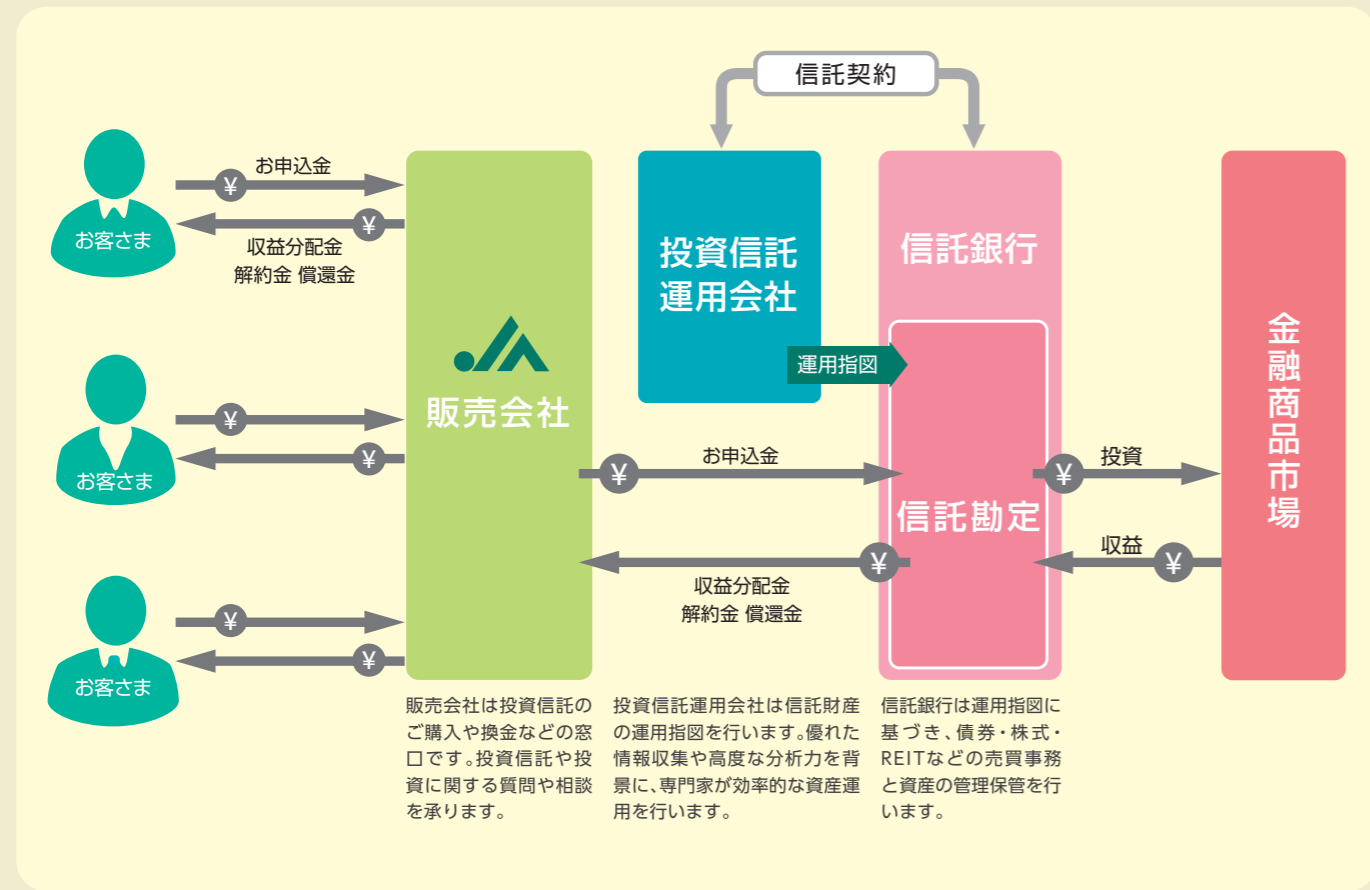 信託契約
お申込金
¥
¥
収益分配金
解約金 償還金
お客さま
投資信託
運用会社
信託銀行
運用指図
金融商品市場
JA
販売会社
¥
¥
お客さま
¥
お申込金
¥
投資
信託勘定
¥
収益分配金
解約金 償還金
収益
¥
¥
¥
お客さま
販売会社は投資信託の
ご購入や換金などの窓
口です。投資信託や投
資に関する質問や相談
を承ります。
投資信託運用会社は信託財産
の運用指図を行います。優れた
情報収集や高度な分析力を背
景に、専門家が効率的な資産運
用を行います。
信託銀行は運用指図に
基づき、債券・株式・
REITなどの売買事務
と資産の管理保管を行
います。